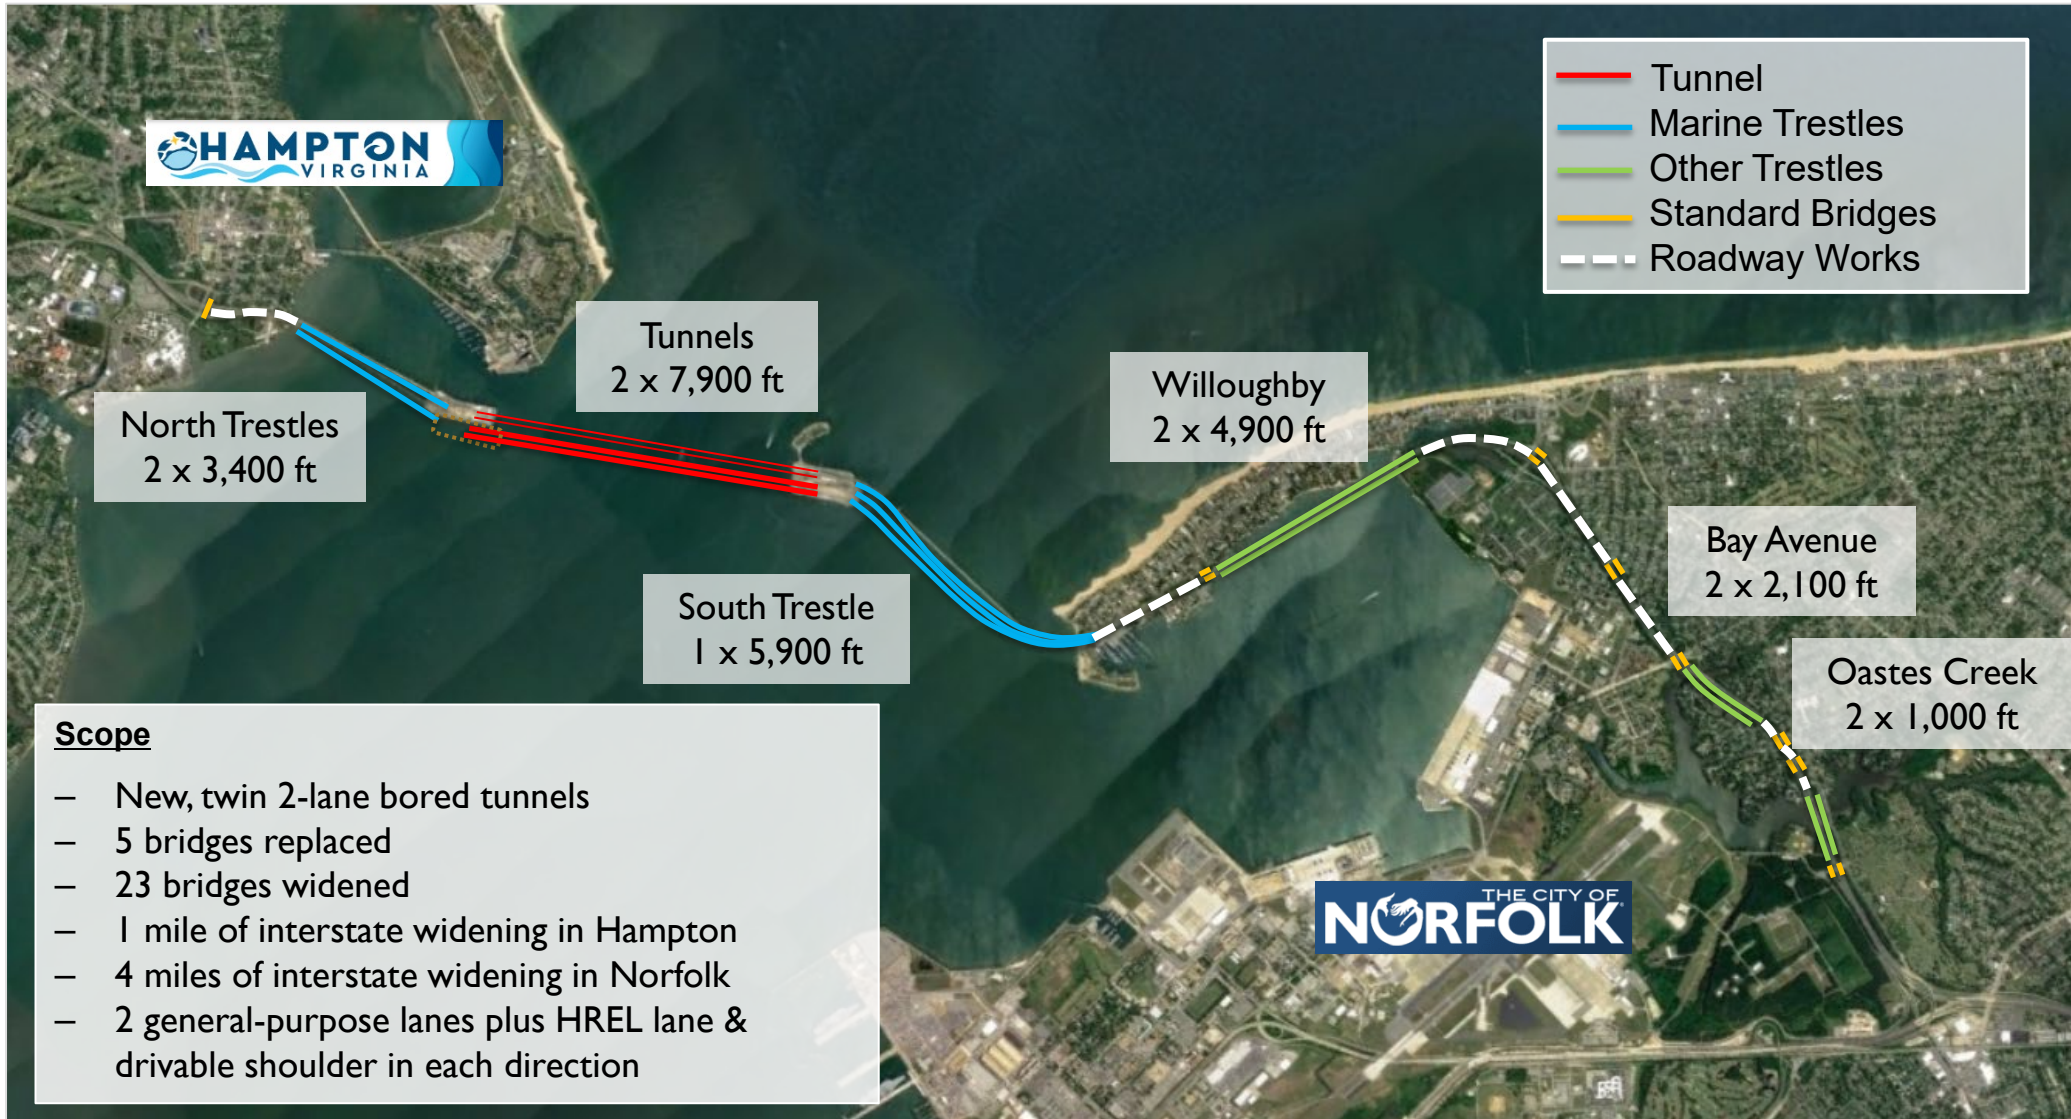 HAMPTON
VIRGINIA
Tunnel
Marine Trestles
Other Trestles
Standard Bridges
Roadway Works
Tunnels
2 x 7,900 ft
Willoughby
2 x 4,900 ft
North Trestles
2 x 3,400 ft
Bay Avenue
2 x 2,100 ft
South Trestle
1 x 5,900 ft
Oastes Creek
2 x 1,000 ft
Scope
– New, twin 2-lane bored tunnels
– 5 bridges replaced
– 23 bridges widened
– 1 mile of interstate widening in Hampton
– 4 miles of interstate widening in Norfolk
– 2 general-purpose lanes plus HREL lane &
drivable shoulder in each direction
THE CITY OF
NORFOLK